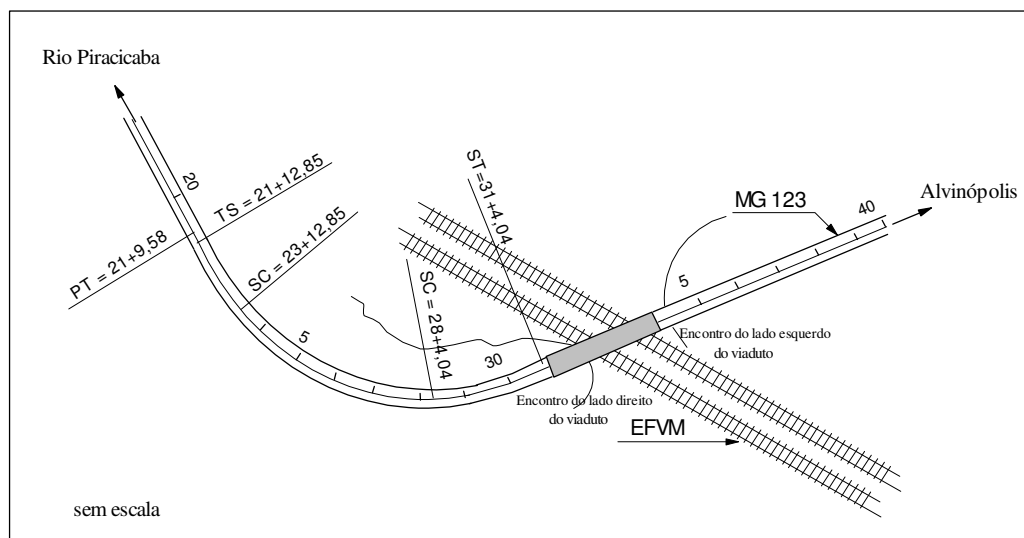 Rio Piracicaba
20
TS = 21+12,85
PT = 21+9,58
SC = 23+12,85
5
SC = 28+4,04
30
ST=31+4,04
MG 123
40
Alvinópolis
5
Encontro do lado esquerdo
do viaduto
Encontro do lado direito
do viaduto
EFVM
sem escala